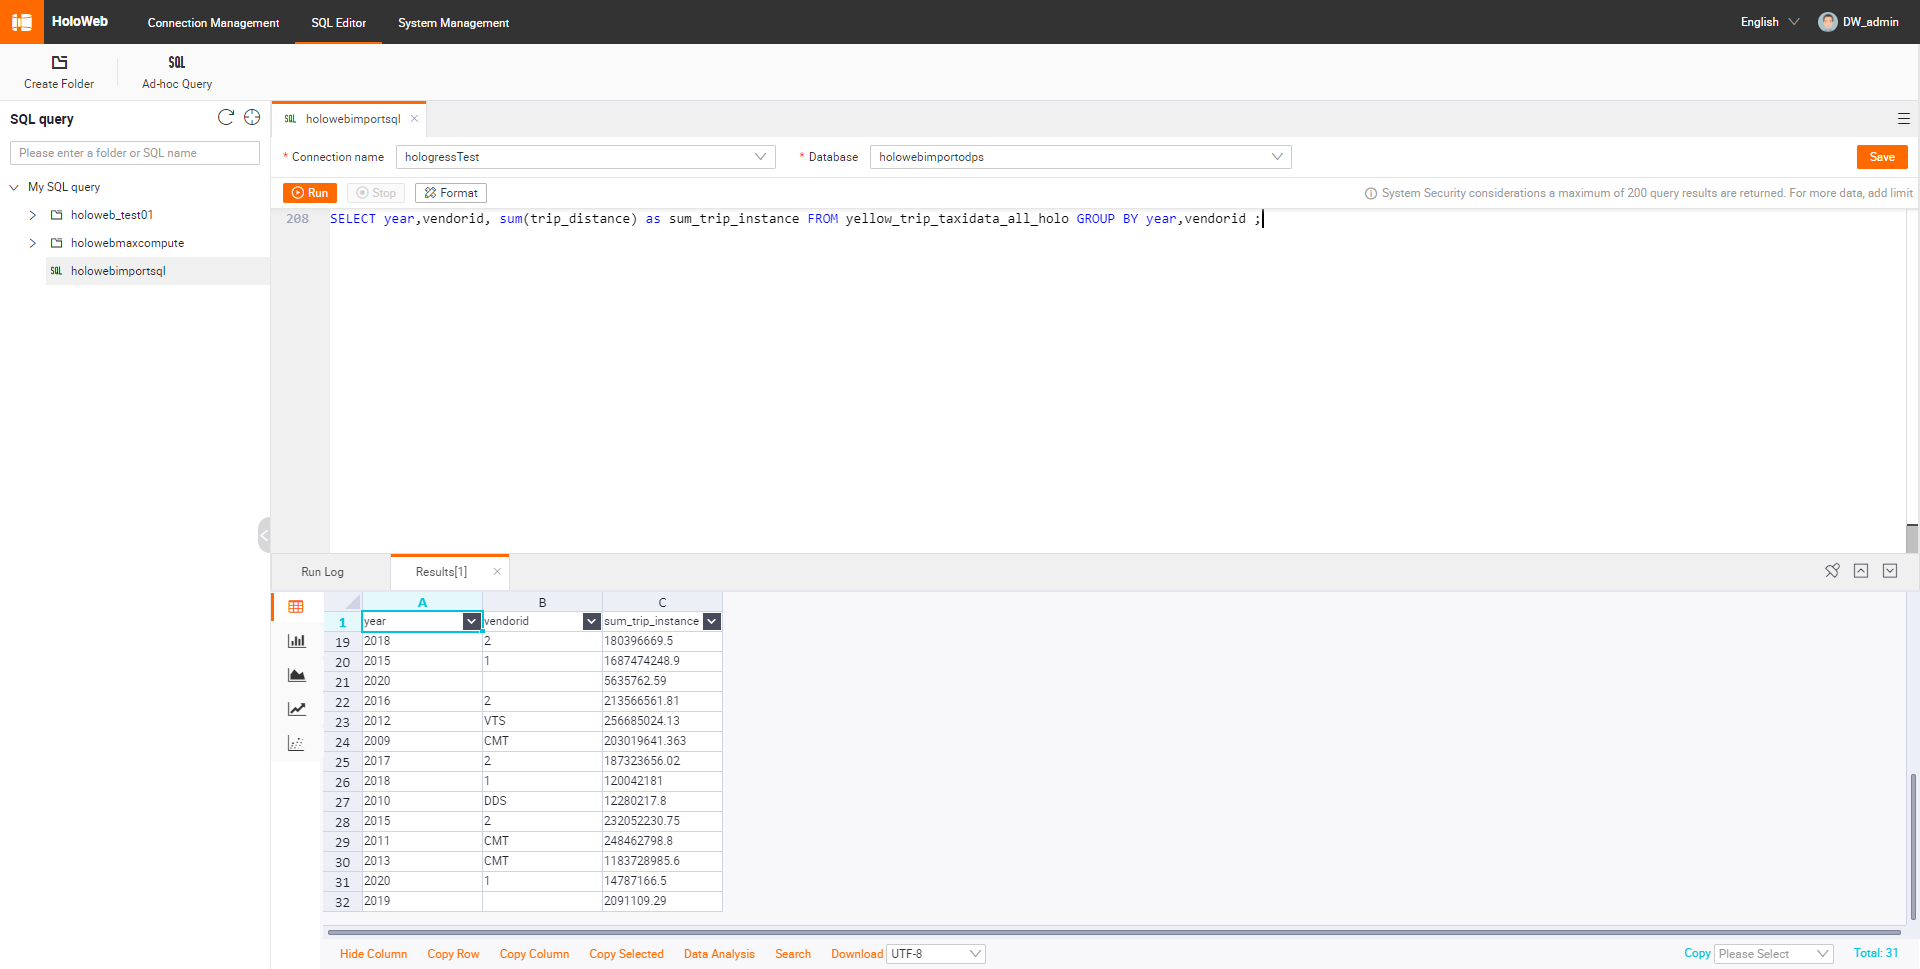 HoloWeb Connection Management SQL Editor System Management English DW_admin
Create Folder
SQL
Ad-hoc Query
SQL query
Please enter a folder or SQL name
My SQL query
holoweb_test01
holowebmaxcompute
SQL holowebimportsql
SQL holowebimportsql
* Connection name hologressTest * Database holowebimportodps Save
Run Stop Format System Security considerations a maximum of 200 query results are returned. For more data, add limit
208 SELECT year,vendorid, sum(trip_distance) as sum_trip_instance FROM yellow_trip_taxidata_all_holo GROUP BY year,vendorid ;
Run Log Results[1]
A B C
1 year vendorid sum_trip_instance
19 2018 2 180396669.5
20 2015 1 1687474248.9
21 2020 5635762.59
22 2016 2 213566561.81
23 2012 VTS 256685024.13
24 2009 CMT 203019641.363
25 2017 2 187323656.02
26 2018 1 120042181
27 2010 DDS 12280217.8
28 2015 2 232052230.75
29 2011 CMT 248462798.8
30 2013 CMT 1183728985.6
31 2020 1 14787166.5
32 2019 2091109.29
Hide Column Copy Row Copy Column Copy Selected Data Analysis Search Download UTF-8 Copy Please Select Total: 31